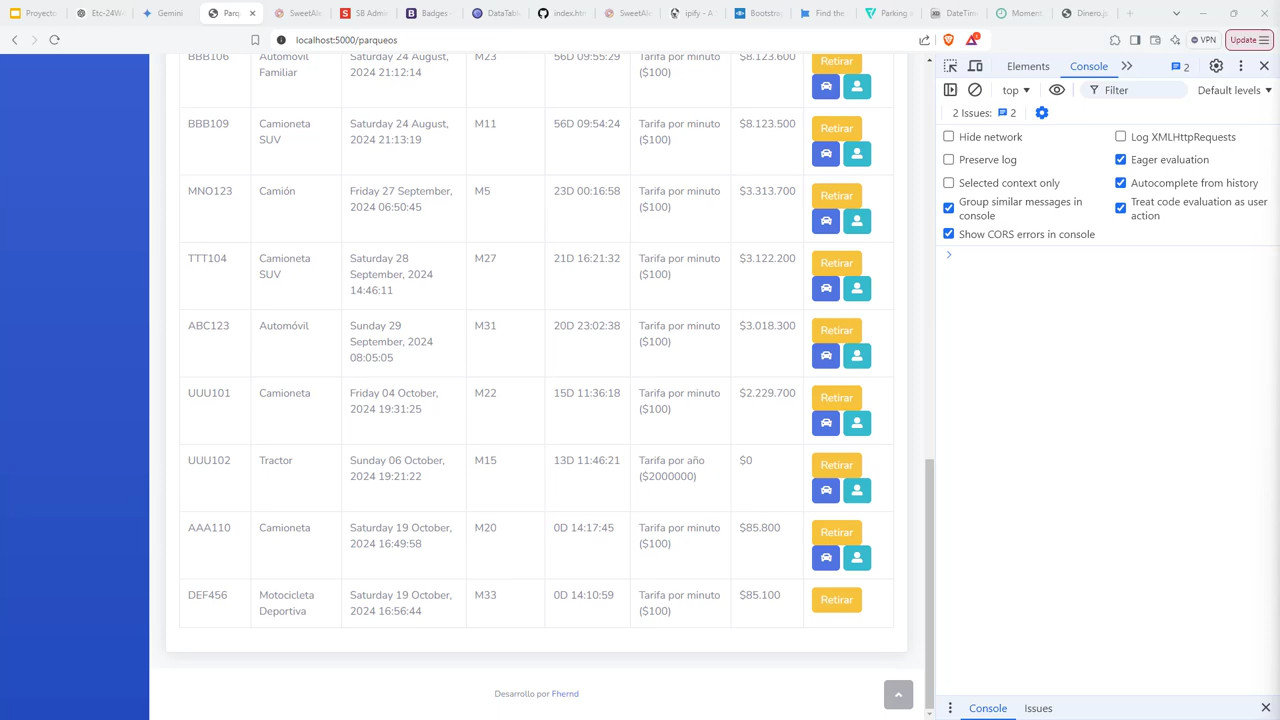 Proyecto
Etc-24W
Gemini
Parq
SweetAle
SB Admin
Badges
DataTabl
index.htm
SweetAle
ipify - A
Bootstra
Find the
Parking a
DateTime
Moment
Dinero.js
localhost:5000/parqueos
VPN
Update
BBB106 Automóvil Familiar Saturday 24 August, 2024 21:12:14 M23 56D 09:55:29 Tarifa por minuto ($100) $8.123.600 Retirar
BBB109 Camioneta SUV Saturday 24 August, 2024 21:13:19 M11 56D 09:54:24 Tarifa por minuto ($100) $8.123.500 Retirar
MNO123 Camión Friday 27 September, 2024 06:50:45 M5 23D 00:16:58 Tarifa por minuto ($100) $3.313.700 Retirar
TTT104 Camioneta SUV Saturday 28 September, 2024 14:46:11 M27 21D 16:21:32 Tarifa por minuto ($100) $3.122.200 Retirar
ABC123 Automóvil Sunday 29 September, 2024 08:05:05 M31 20D 23:02:38 Tarifa por minuto ($100) $3.018.300 Retirar
UUU101 Camioneta Friday 04 October, 2024 19:31:25 M22 15D 11:36:18 Tarifa por minuto ($100) $2.229.700 Retirar
UUU102 Tractor Sunday 06 October, 2024 19:21:22 M15 13D 11:46:21 Tarifa por año ($2000000) $0 Retirar
AAA110 Camioneta Saturday 19 October, 2024 16:49:58 M20 0D 14:17:45 Tarifa por minuto ($100) $85.800 Retirar
DEF456 Motocicleta Deportiva Saturday 19 October, 2024 16:56:44 M33 0D 14:10:59 Tarifa por minuto ($100) $85.100 Retirar
Desarrollo por Fhernd
Elements
Console
2
top
Filter
Default levels
2 Issues: 2
Hide network
Log XMLHttpRequests
Preserve log
Eager evaluation
Selected context only
Autocomplete from history
Group similar messages in
console
Treat code evaluation as user
action
Show CORS errors in console
Console
Issues